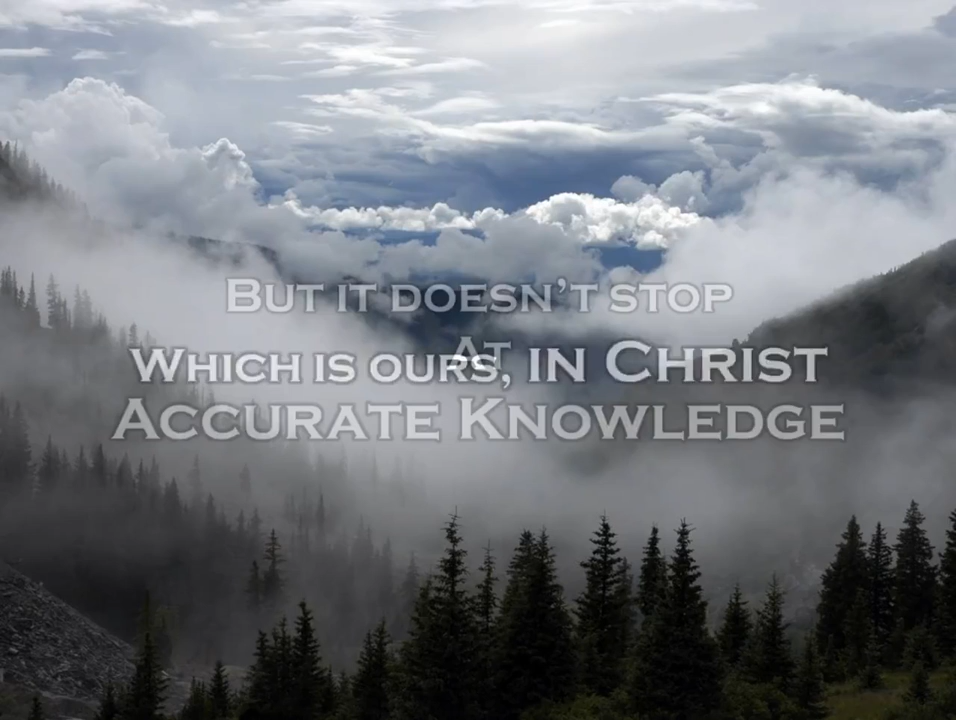 But it doesn't stop
At
Which is ours, in Christ
Accurate Knowledge